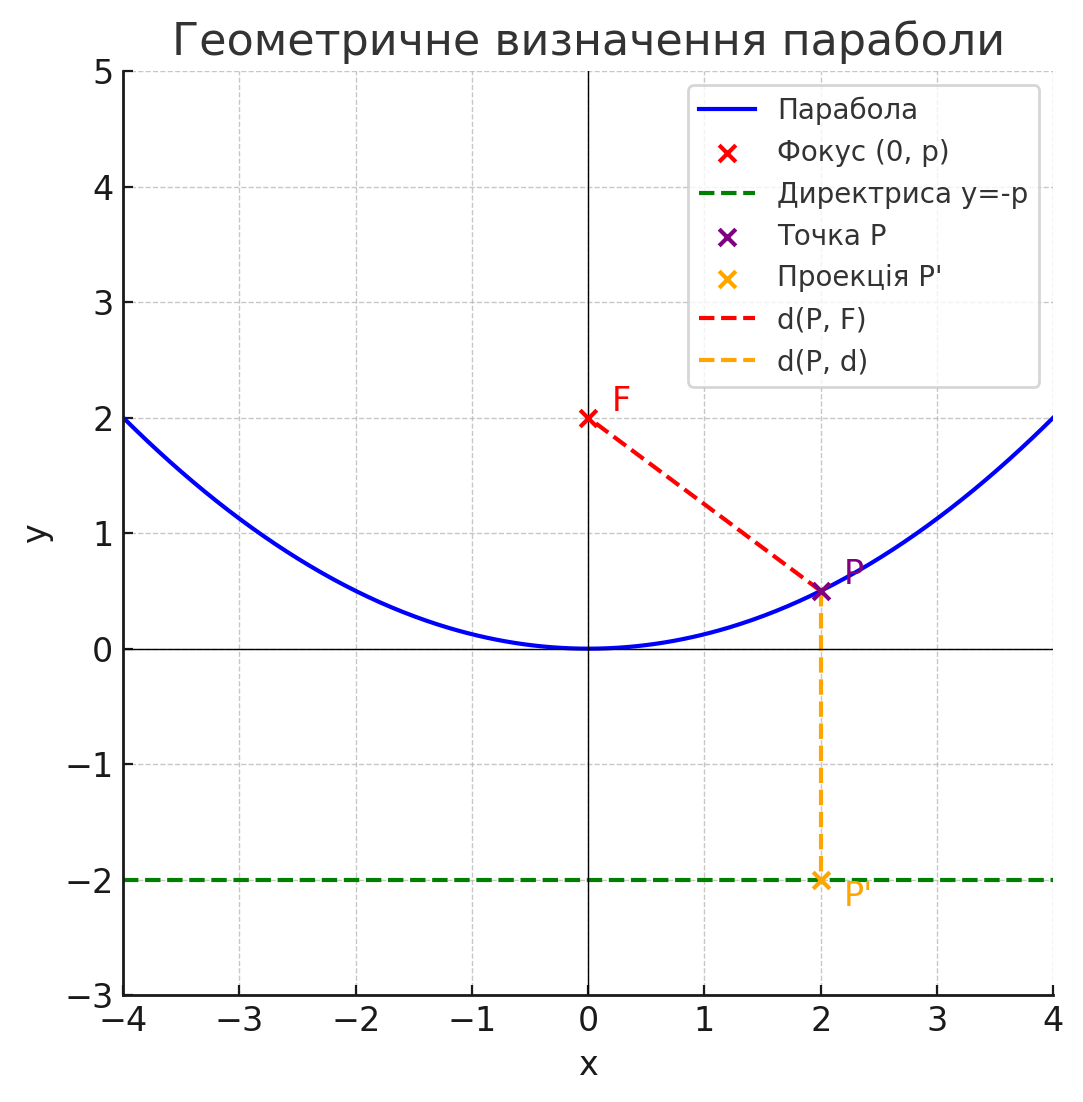 Геометричне визначення параболи
5
4
3
2
1
0
−1
−2
−3
y
Парабола
Фокус (0, p)
Директриса y=-p
Точка P
Проекція P'
d(P, F)
d(P, d)
F
P
P'
−4
−3
−2
−1
0
1
2
3
4
x